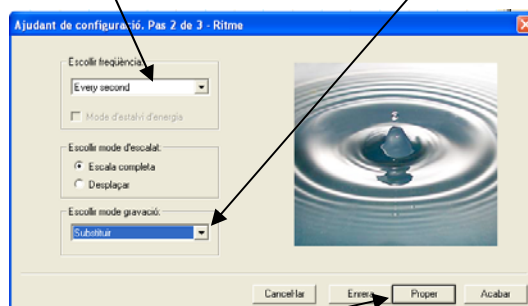 Ajudant de configuració. Pas 2 de 3 - Ritme
Escollir freqüència:
Every second
Mode d'estalvi d'energia
Escollir mode d'escalat:
Escala completa
Desplaçar
Escollir mode gravació:
Substituir
Cancel·lar Enrera Proper Acabar